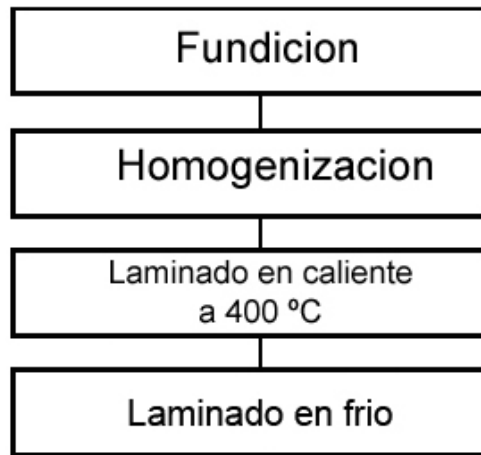 Fundicion
Homogenizacion
Laminado en caliente
a 400 ºC
Laminado en frio